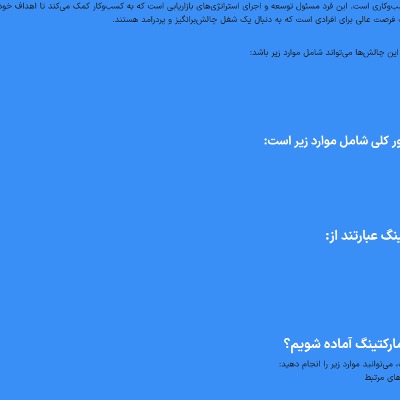 ب‌وکاری است. این فرد مسئول توسعه و اجرای استراتژی‌های بازاریابی است که به کسب‌وکار کمک می‌کند تا اهداف خود
فرصت عالی برای افرادی است که به دنبال یک شغل چالش‌برانگیز و پردرآمد هستند.
این چالش‌ها می‌تواند شامل موارد زیر باشد:
ور کلی شامل موارد زیر است:
ینگ عبارتند از:
مارکتینگ آماده شویم؟
، می‌توانید موارد زیر را انجام دهید:
های مرتبط